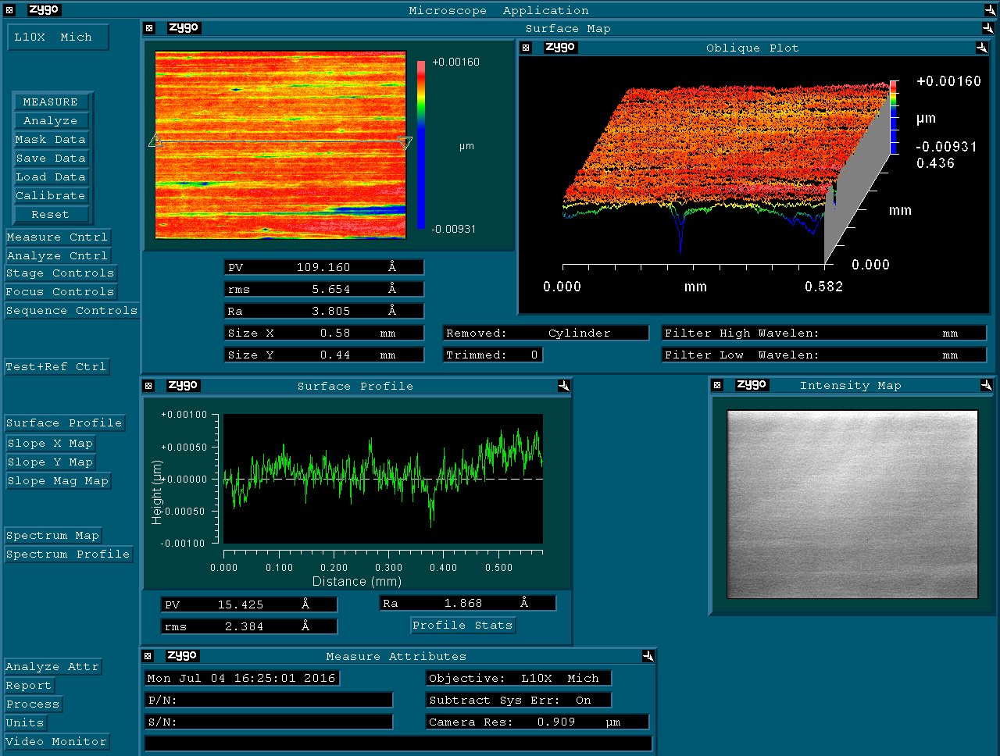 zygo Microscope Application
L10X Mich
MEASURE
Analyze
Mask Data
Save Data
Load Data
Calibrate
Reset
Measure Cntrl
Analyze Cntrl
Stage Controls
Focus Controls
Sequence Controls
Test+Ref Ctrl
Surface Profile
Slope X Map
Slope Y Map
Slope Mag Map
Spectrum Map
Spectrum Profile
Analyze Attr
Report
Process
Units
Video Monitor
zygo Surface Map
+0.00160
µm
-0.00931
zygo Oblique Plot
+0.00160
µm
-0.00931
0.436
mm
0.000
0.000 mm 0.582
PV 109.160 Å
rms 5.654 Å
Ra 3.805 Å
Size X 0.58 mm
Size Y 0.44 mm
Removed: Cylinder
Trimmed: 0
Filter High Wavelen: mm
Filter Low Wavelen: mm
zygo Surface Profile
+0.00100
+0.00050
+0.00000
-0.00050
-0.00100
Height (µm)
0.000 0.100 0.200 0.300 0.400 0.500
Distance (mm)
PV 15.425 Å
rms 2.384 Å
Ra 1.868 Å
Profile Stats
zygo Intensity Map
zygo Measure Attributes
Mon Jul 04 16:25:01 2016
P/N:
S/N:
Objective: L10X Mich
Subtract Sys Err: On
Camera Res: 0.909 µm